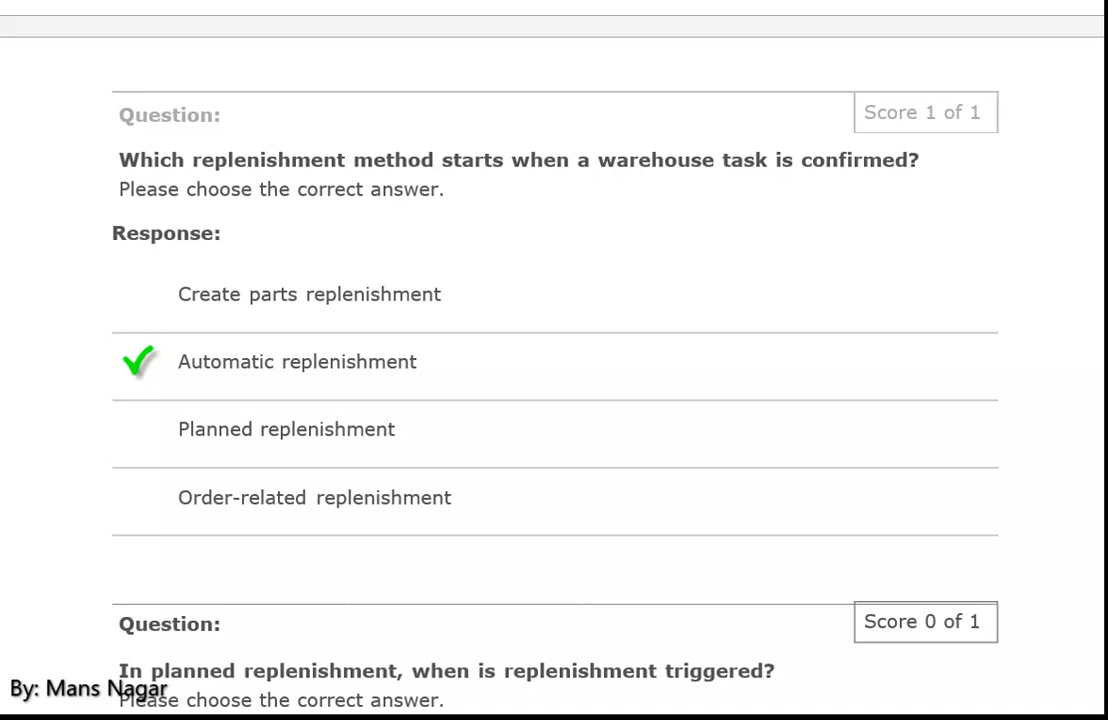 Question:
Score 1 of 1
Which replenishment method starts when a warehouse task is confirmed?
Please choose the correct answer.
Response:
Create parts replenishment
Automatic replenishment
Planned replenishment
Order-related replenishment
Question:
Score 0 of 1
In planned replenishment, when is replenishment triggered?
By: Mans Nagar
Please choose the correct answer.